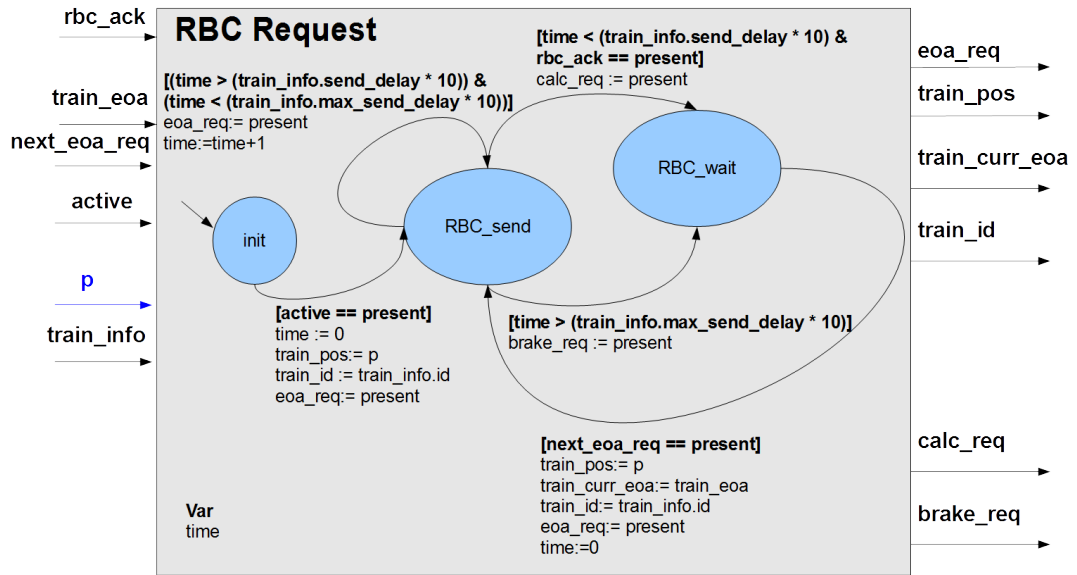 RBC Request
rbc_ack
train_eoa
next_eoa_req
active
p
train_info
[(time > (train_info.send_delay * 10)) &
(time < (train_info.max_send_delay * 10))]
eoa_req:= present
time:=time+1
[time < (train_info.send_delay * 10) &
rbc_ack == present]
calc_req := present
init
RBC_send
RBC_wait
[active == present]
time := 0
train_pos:= p
train_id := train_info.id
eoa_req:= present
[time > (train_info.max_send_delay * 10)]
brake_req := present
[next_eoa_req == present]
train_pos:= p
train_curr_eoa:= train_eoa
train_id:= train_info.id
eoa_req:= present
time:=0
Var
time
eoa_req
train_pos
train_curr_eoa
train_id
calc_req
brake_req